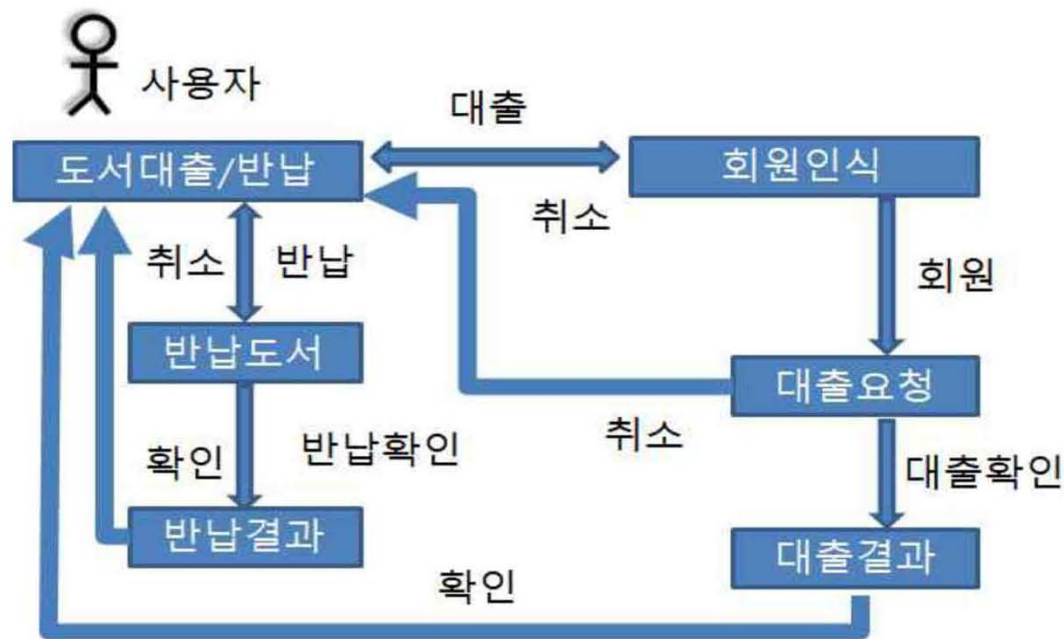 사용자
대출
도서대출/반납
회원인식
취소
취소
반납
회원
반납도서
대출요청
취소
확인
반납확인
대출확인
반납결과
대출결과
확인